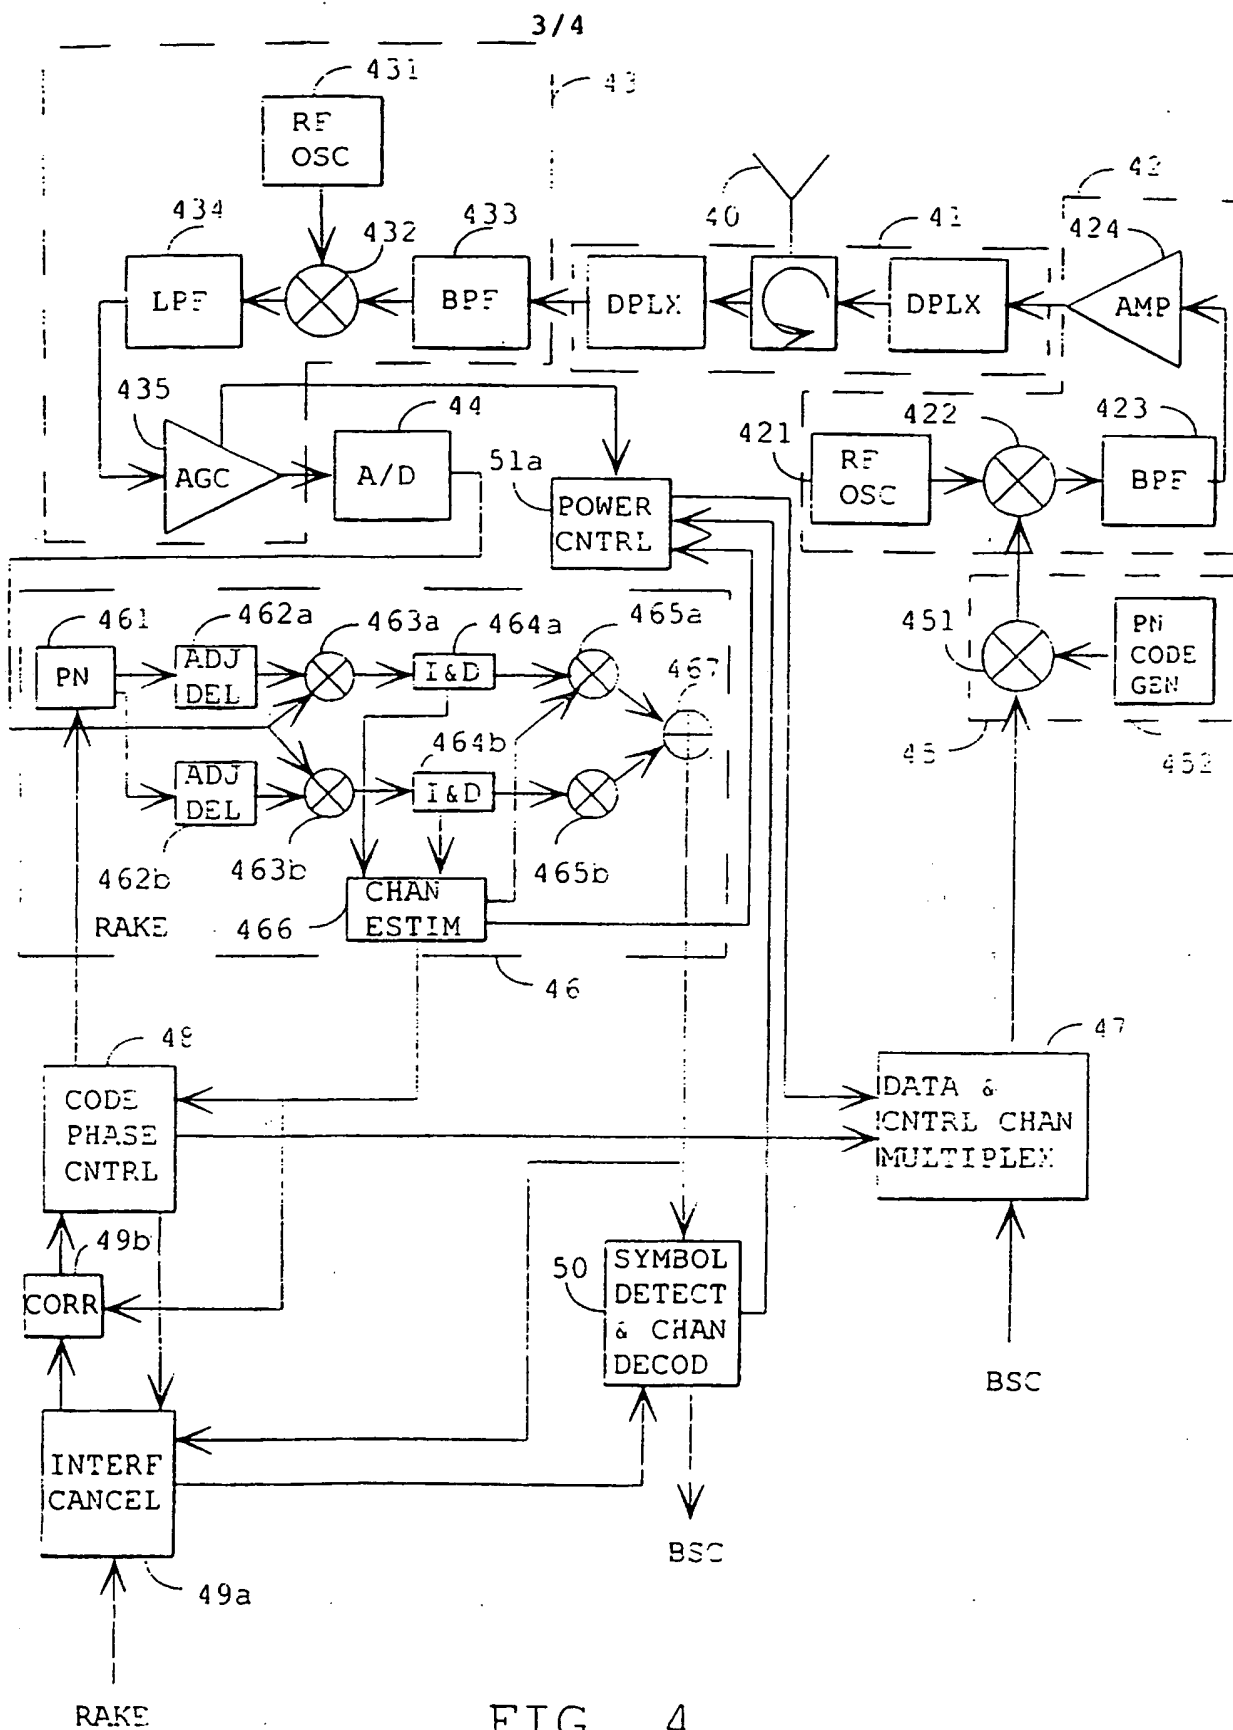 3/4
431
43
RF
OSC
42
434
432
433
40
41
424
LPF
BPF
DPLX
DPLX
AMP
435
44
422
423
421
AGC
A/D
51a
POWER
CNTRL
RF
OSC
BPF
461
462a
463a
464a
465a
467
451
PN
CODE
GEN
PN
ADJ
DEL
I&D
464b
45
452
ADJ
DEL
I&D
462b
463b
465b
CHAN
ESTIM
RAKE
466
46
48
47
CODE
PHASE
CNTRL
DATA &
CNTRL CHAN
MULTIPLEX
49b
50
SYMBOL
DETECT
& CHAN
DECOD
CORR
BSC
INTERF
CANCEL
BSC
49a
RAKE
FIG 4